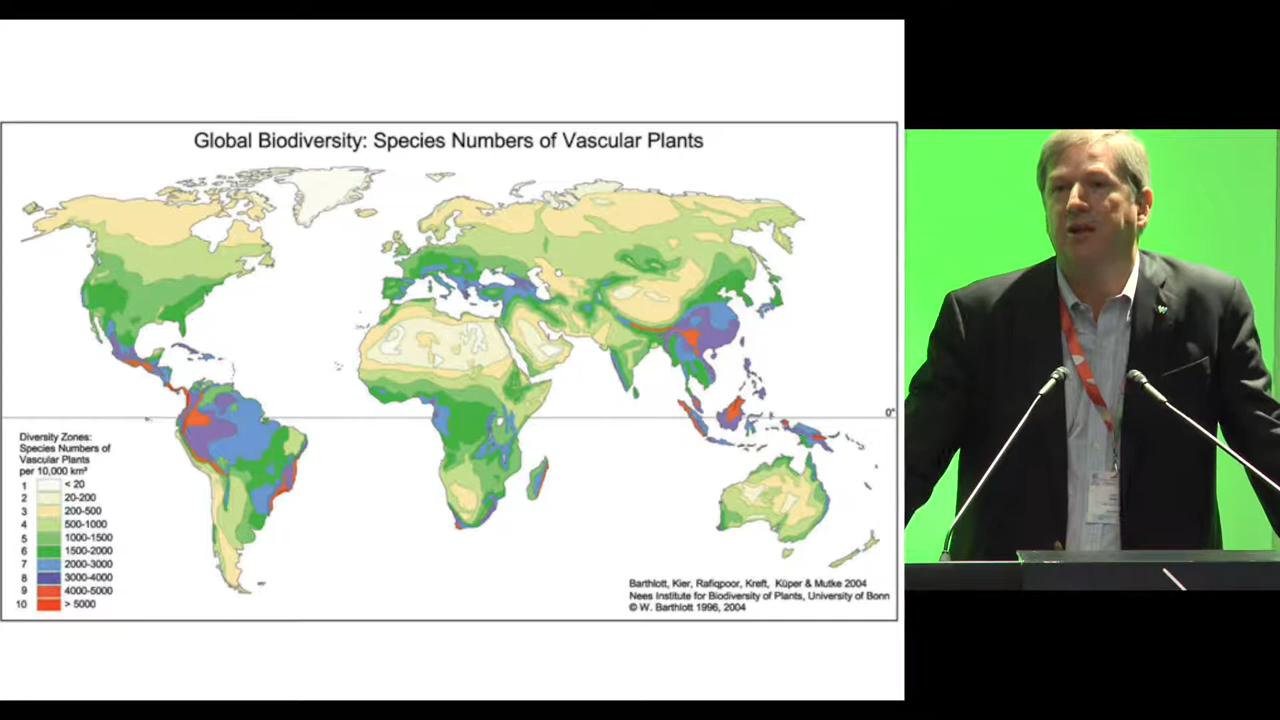 Global Biodiversity: Species Numbers of Vascular Plants
0°
Diversity Zones:
Species Numbers of
Vascular Plants
per 10,000 km²
1 < 20
2 20-200
3 200-500
4 500-1000
5 1000-1500
6 1500-2000
7 2000-3000
8 3000-4000
9 4000-5000
10 > 5000
Barthlott, Kier, Rafiqpoor, Kreft, Küper & Mutke 2004
Nees Institute for Biodiversity of Plants, University of Bonn
© W. Barthlott 1996, 2004